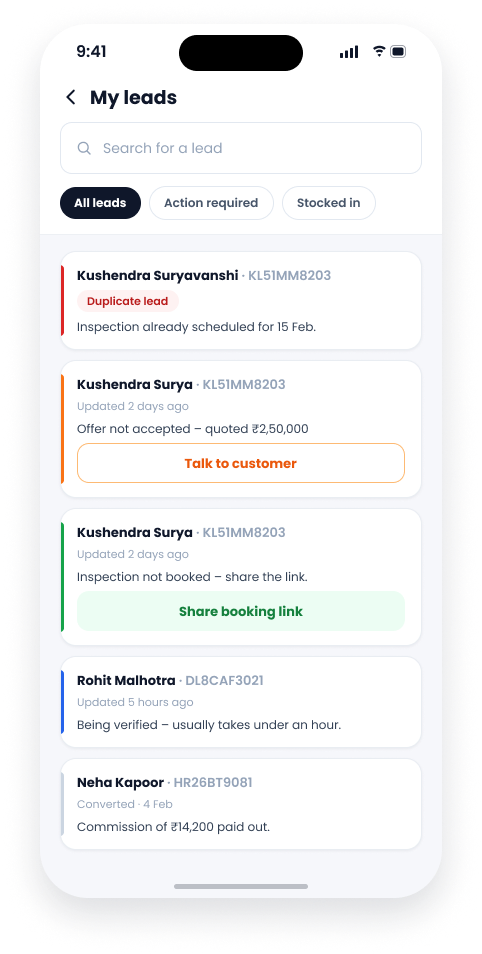 9:41
My leads
Search for a lead
All leads Action required Stocked in
Kushendra Suryavanshi · KL51MM8203
Duplicate lead
Inspection already scheduled for 15 Feb.
Kushendra Surya · KL51MM8203
Updated 2 days ago
Offer not accepted – quoted ₹2,50,000
Talk to customer
Kushendra Surya · KL51MM8203
Updated 2 days ago
Inspection not booked – share the link.
Share booking link
Rohit Malhotra · DL8CAF3021
Updated 5 hours ago
Being verified – usually takes under an hour.
Neha Kapoor · HR26BT9081
Converted · 4 Feb
Commission of ₹14,200 paid out.